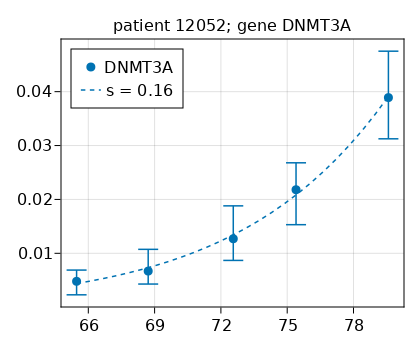 patient 12052; gene DNMT3A
DNMT3A
s = 0.16
0.04
0.03
0.02
0.01
66 69 72 75 78